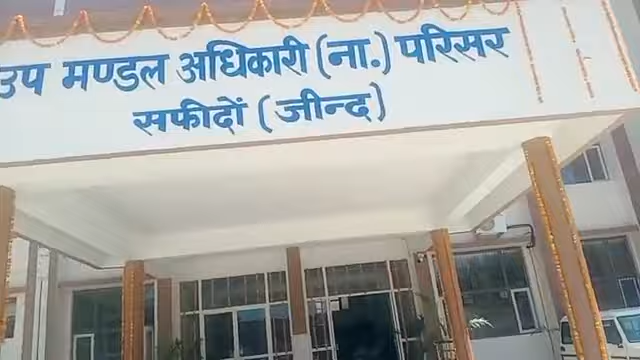 उप मण्डल अधिकारी (ना.) परिसर
सफीदों (जीन्द)